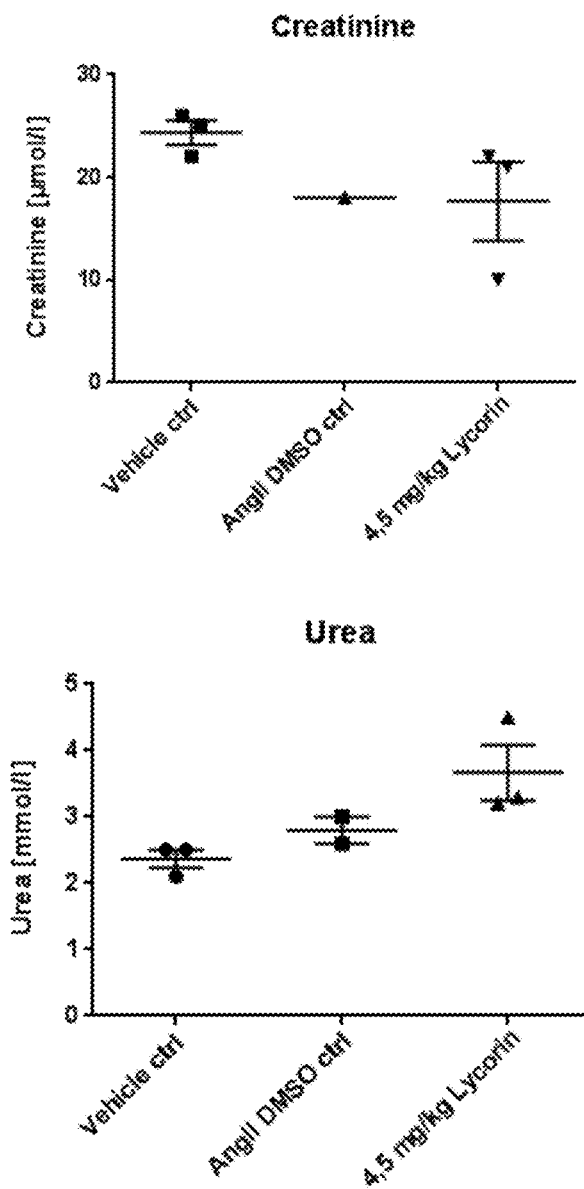 Creatinine
30
20
10
0
Creatinine [µmol/l]
Vehicle ctrl
AngII DMSO ctrl
4,5 mg/kg Lycorin
Urea
5
4
3
2
1
0
Urea [mmol/l]
Vehicle ctrl
AngII DMSO ctrl
4,5 mg/kg Lycorin